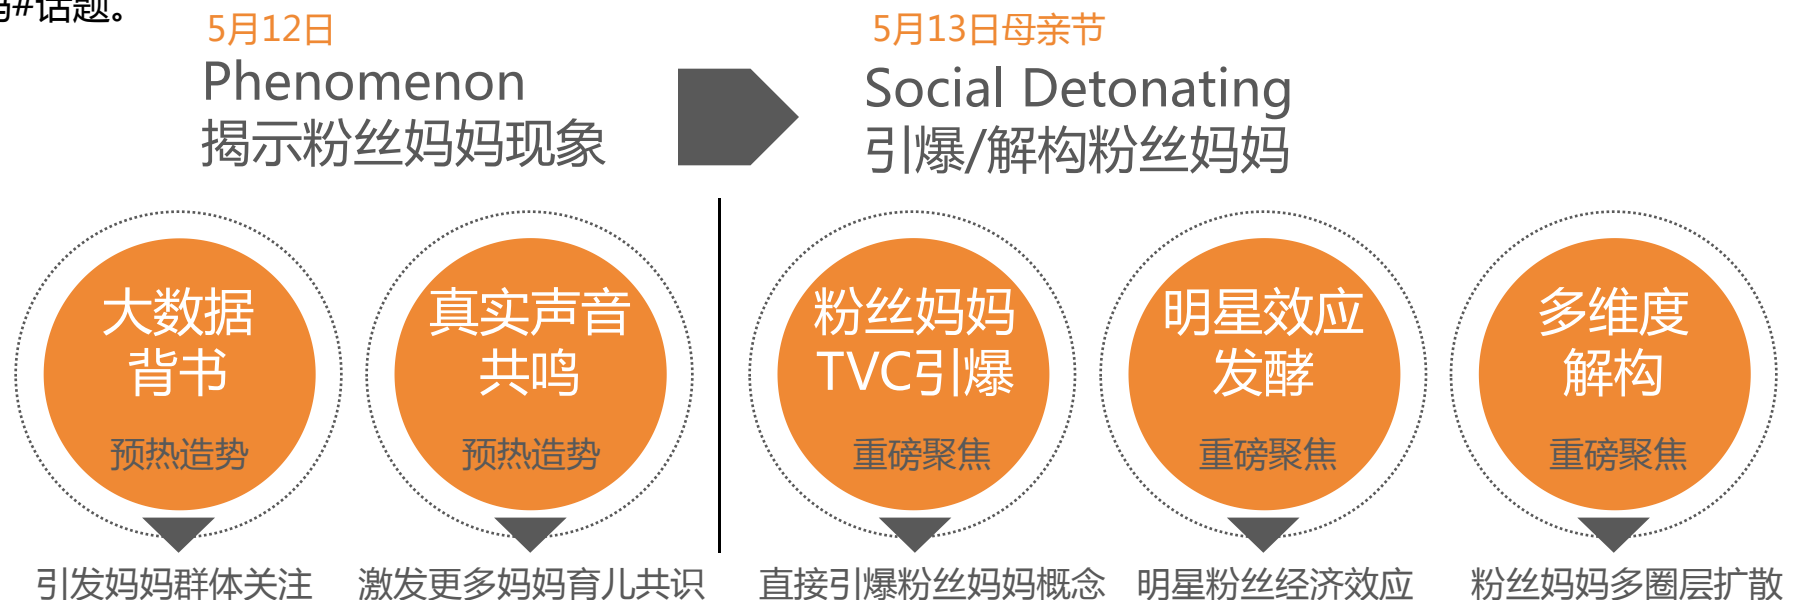 #话题。
5月12日
Phenomenon
揭示粉丝妈妈现象
5月13日母亲节
Social Detonating
引爆/解构粉丝妈妈
大数据
背书
预热造势
引发妈妈群体关注
真实声音
共鸣
预热造势
激发更多妈妈育儿共识
粉丝妈妈
TVC引爆
重磅聚焦
直接引爆粉丝妈妈概念
明星效应
发酵
重磅聚焦
明星粉丝经济效应
多维度
解构
重磅聚焦
粉丝妈妈多圈层扩散